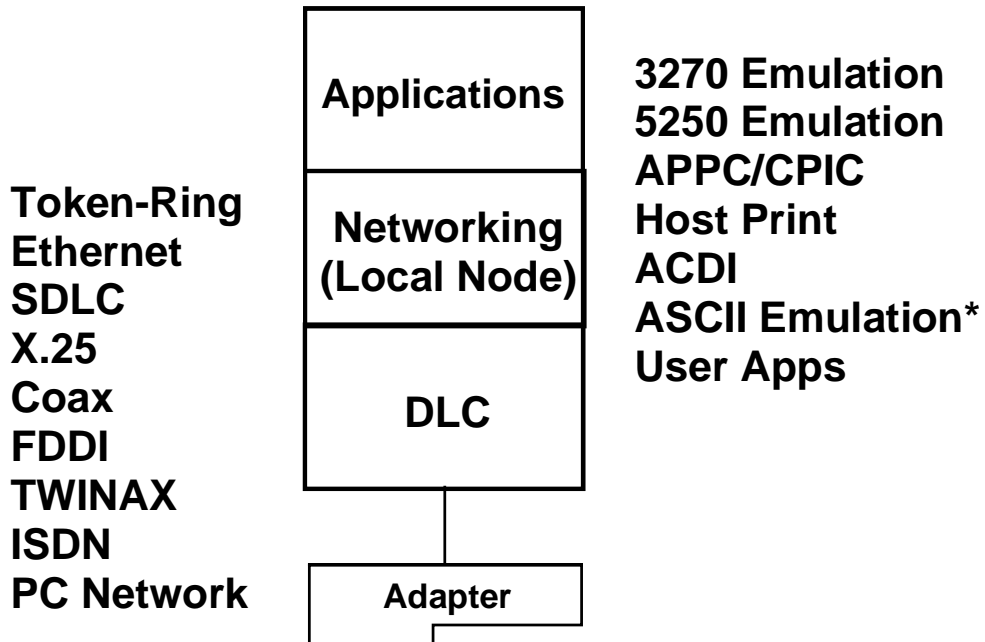 Applications
Networking
(Local Node)
DLC
Adapter
Token-Ring
Ethernet
SDLC
X.25
Coax
FDDI
TWINAX
ISDN
PC Network
3270 Emulation
5250 Emulation
APPC/CPIC
Host Print
ACDI
ASCII Emulation*
User Apps